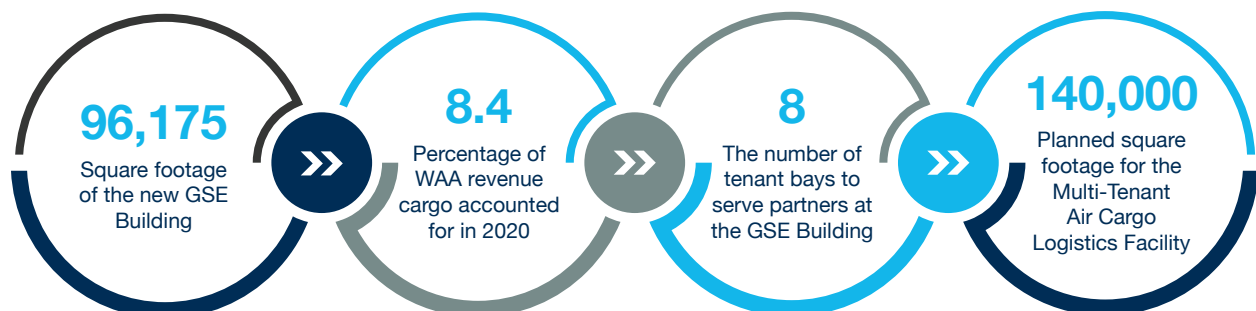 96,175
Square footage
of the new GSE
Building
8.4
Percentage of
WAA revenue
cargo accounted
for in 2020
8
The number of
tenant bays to
serve partners at
the GSE Building
140,000
Planned square
footage for the
Multi-Tenant
Air Cargo
Logistics Facility